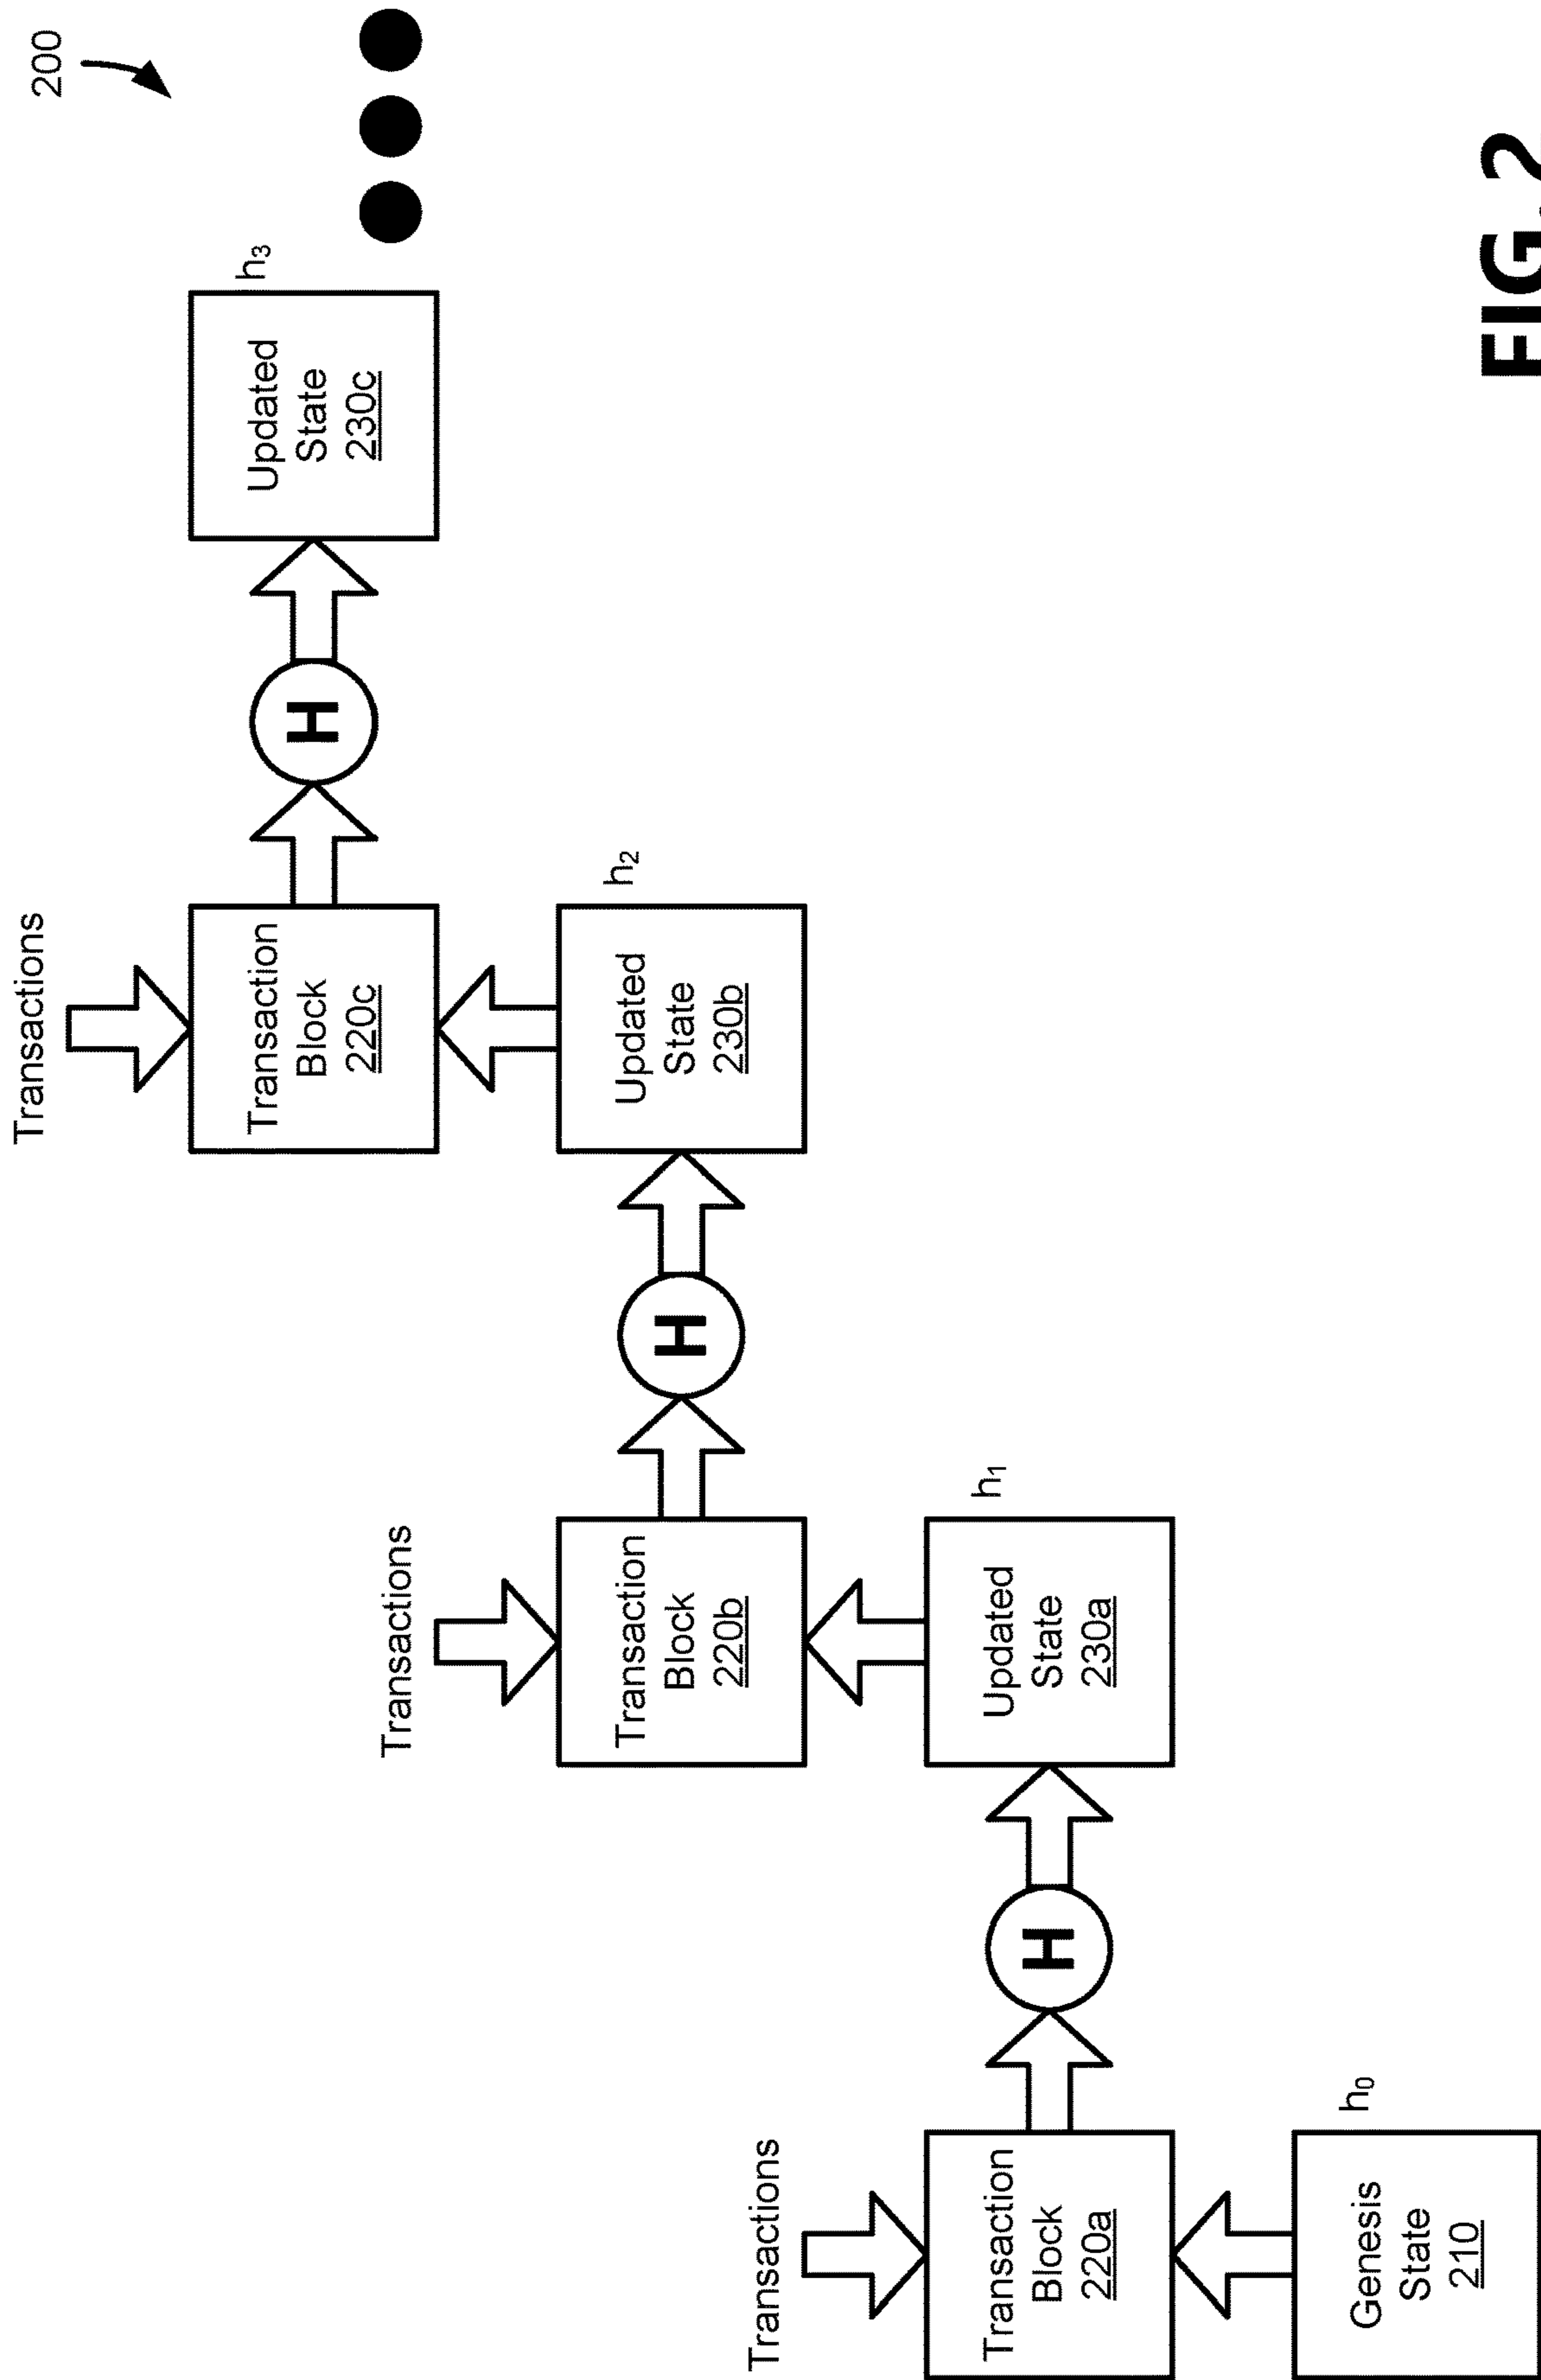 200
Transactions
Transaction
Block
220c
H
Updated
State
230c
h3
Transactions
Transaction
Block
220b
H
Updated
State
230b
h2
Transactions
Transaction
Block
220a
H
Updated
State
230a
h1
Genesis
State
210
h0
FIG. 2